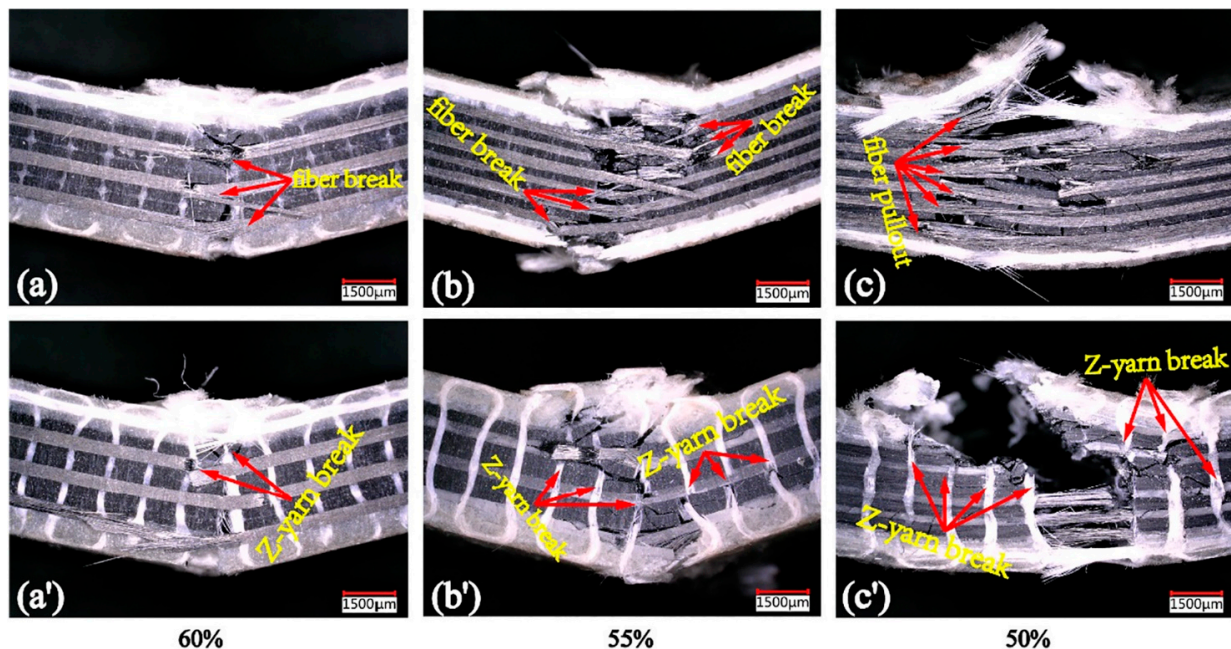 fiber break
(a)
1500μm
fiber break
fiber break
(b)
1500μm
fiber pullout
(c)
1500μm
Z-yarn break
(a')
1500μm
Z-yarn break
Z-yarn break
(b')
1500μm
Z-yarn break
Z-yarn break
(c')
1500μm
60%
55%
50%